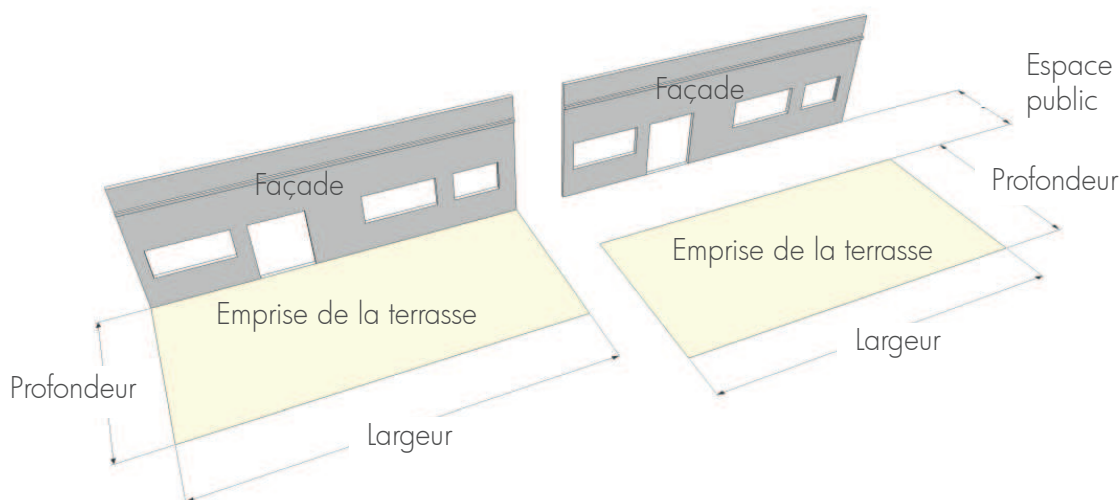 Façade
Emprise de la terrasse
Profondeur
Largeur
Façade
Espace
public
Profondeur
Emprise de la terrasse
Largeur